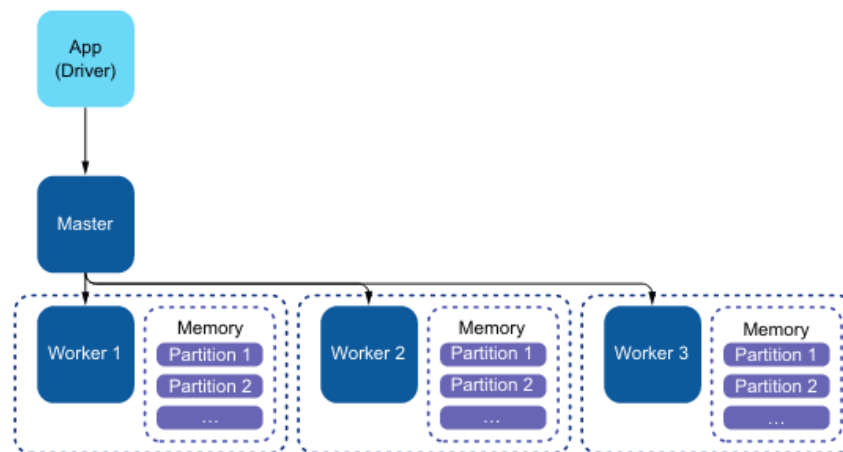 App
(Driver)
Master
Worker 1
Memory
Partition 1
Partition 2
...
Worker 2
Memory
Partition 1
Partition 2
...
Worker 3
Memory
Partition 1
Partition 2
...